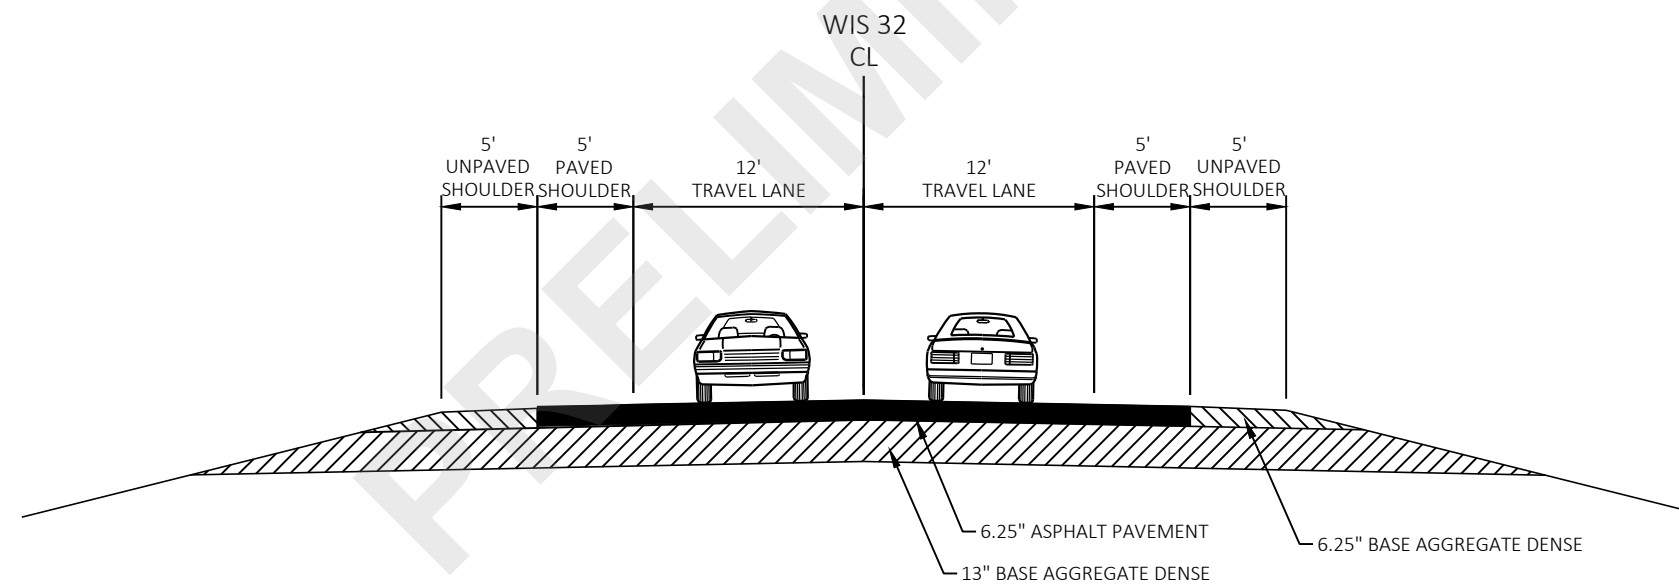 WIS 32
CL
5'
UNPAVED
SHOULDER
5'
PAVED
SHOULDER
12'
TRAVEL LANE
12'
TRAVEL LANE
5'
PAVED
SHOULDER
5'
UNPAVED
SHOULDER
6.25" ASPHALT PAVEMENT
6.25" BASE AGGREGATE DENSE
13" BASE AGGREGATE DENSE